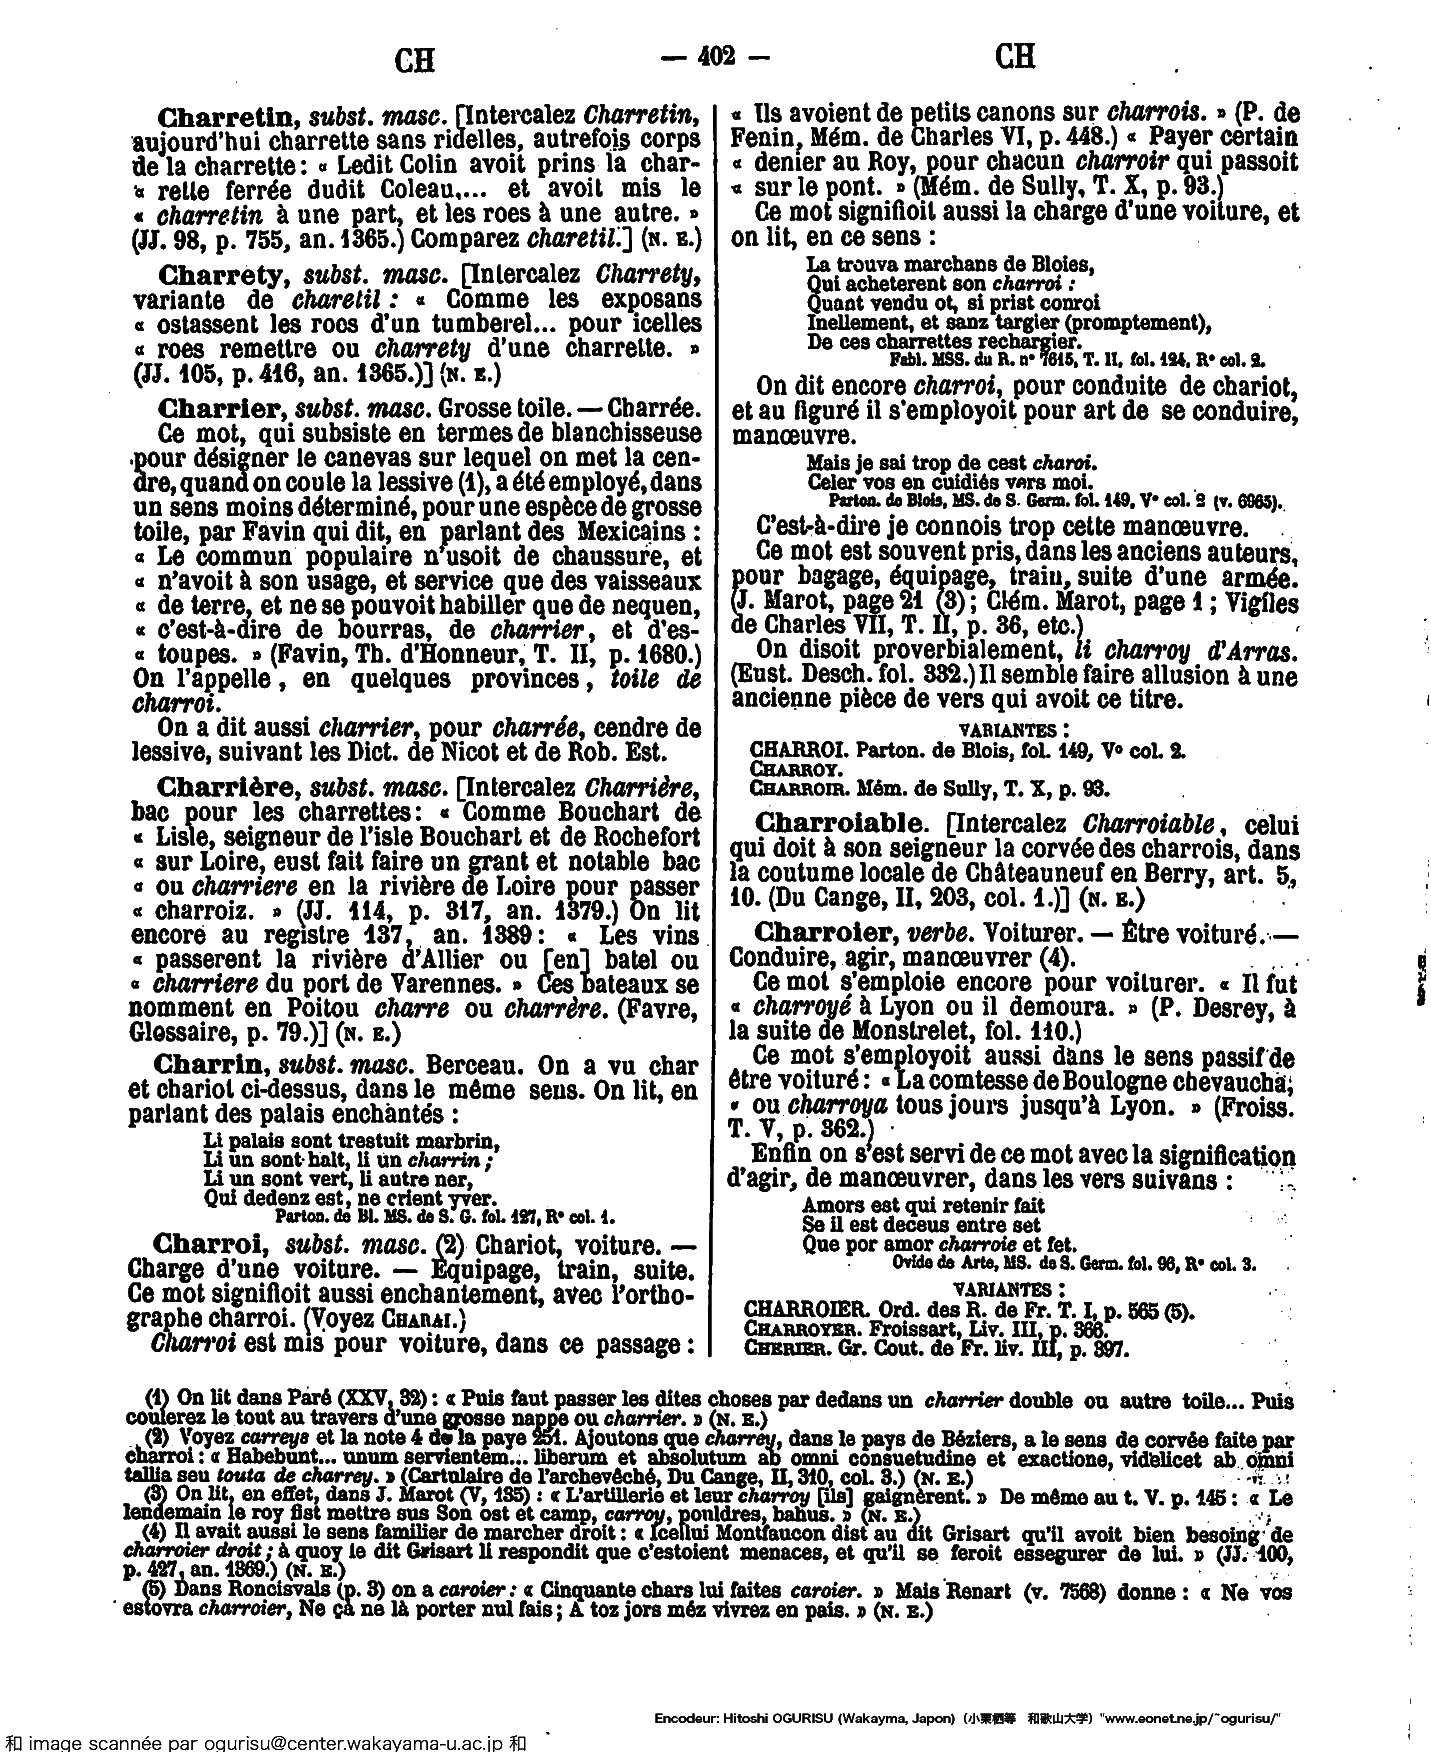 CH
— 402 —
CH
Charretin, subst. masc. [Intercalez Charretin,
aujourd'hui charrette sans ridelles, autrefois corps
de la charrette : « Ledit Colin avoit prins la char-
« rette ferrée dudit Coleau,... et avoit mis le
« charretin à une part, et les roes à une autre. »
(JJ. 98, p. 755, an. 1365.) Comparez charetil.] (N. E.)
Charrety, subst. masc. [Intercalez Charrety,
variante de charetil : « Comme les exposans
« ostassent les roos d'un tumberel... pour icelles
« roes remettre ou charrety d'une charrette. »
(JJ. 105, p. 416, an. 1365.)] (N. E.)
Charrier, subst. masc. Grosse toile. — Charrée.
Ce mot, qui subsiste en termes de blanchisseuse
pour désigner le canevas sur lequel on met la cen-
dre, quand on coule la lessive (1), a été employé, dans
un sens moins déterminé, pour une espèce de grosse
toile, par Favin qui dit, en parlant des Mexicains :
« Le commun populaire n'usoit de chaussure, et
« n'avoit à son usage, et service que des vaisseaux
« de terre, et ne se pouvoit habiller que de nequen,
« c'est-à-dire de bourras, de charrier, et d'es-
« toupes. » (Favin, Th. d'Honneur, T. II, p. 1680.)
On l'appelle, en quelques provinces, toile de
charroi.
On a dit aussi charrier, pour charrée, cendre de
lessive, suivant les Dict. de Nicot et de Rob. Est.
Charrière, subst. masc. [Intercalez Charrière,
bac pour les charrettes : « Comme Bouchart de
« Lisle, seigneur de l'isle Bouchart et de Rochefort
« sur Loire, eust fait faire un grant et notable bac
« ou charriere en la rivière de Loire pour passer
« charroiz. » (JJ. 114, p. 317, an. 1379.) On lit
encore au registre 137, an. 1389 : « Les vins
« passerent la rivière d'Allier ou [en] batel ou
« charriere du port de Varennes. » Ces bateaux se
nomment en Poitou charre ou charrère. (Favre,
Glossaire, p. 79.)] (N. E.)
Charrin, subst. masc. Berceau. On a vu char
et chariot ci-dessus, dans le même sens. On lit, en
parlant des palais enchantés :
Li palais sont trestuit marbrin,
Li un sont halt, li un charrin ;
Li un sont vert, li autre ner,
Qui dedenz est, ne crient yver.
Parton. de Bl. MS. de S. G. fol. 127, R° col. 1.
Charroi, subst. masc. (2) Chariot, voiture. —
Charge d'une voiture. — Equipage, train, suite.
Ce mot signifioit aussi enchantement, avec l'ortho-
graphe charroi. (Voyez CHARAI.)
Charroi est mis pour voiture, dans ce passage :
« Ils avoient de petits canons sur charrois. » (P. de
Fenin, Mém. de Charles VI, p. 448.) « Payer certain
« denier au Roy, pour chacun charroir qui passoit
« sur le pont. » (Mém. de Sully, T. X, p. 93.)
Ce mot signifioit aussi la charge d'une voiture, et
on lit, en ce sens :
La trouva marchans de Bloies,
Qui acheterent son charroi :
Quant vendu ot, si prist conroi
Inellement, et sanz targier (promptement),
De ces charrettes rechargier.
Fabl. MSS. du R. n° 7615, T. II, fol. 124, R° col. 2.
On dit encore charroi, pour conduite de chariot,
et au figuré il s'employoit pour art de se conduire,
manœuvre.
Mais je sai trop de cest charoi.
Celer vos en cuidiés vers moi.
Parton. de Blois, MS. de S. Germ. fol. 149, V° col. 2 (v. 6965).
C'est-à-dire je connois trop cette manœuvre.
Ce mot est souvent pris, dans les anciens auteurs,
pour bagage, équipage, train, suite d'une armée.
(J. Marot, page 21 (3) ; Clém. Marot, page 1 ; Vigiles
de Charles VII, T. II, p. 36, etc.)
On disoit proverbialement, li charroy d'Arras.
(Eust. Desch. fol. 332.) Il semble faire allusion à une
ancienne pièce de vers qui avoit ce titre.
VARIANTES :
CHARROI. Parton. de Blois, fol. 149, V° col. 2.
CHARROY.
CHARROIR. Mém. de Sully, T. X, p. 93.
Charroiable. [Intercalez Charroiable, celui
qui doit à son seigneur la corvée des charrois, dans
la coutume locale de Châteauneuf en Berry, art. 5,
10. (Du Cange, II, 203, col. 1.)] (N. E.)
Charroier, verbe. Voiturer. — Être voituré. —
Conduire, agir, manœuvrer (4).
Ce mot s'emploie encore pour voiturer. « Il fut
« charroyé à Lyon ou il demoura. » (P. Desrey, à
la suite de Monstrelet, fol. 110.)
Ce mot s'employoit aussi dans le sens passif de
être voituré : « La comtesse de Boulogne chevaucha,
« ou charroya tous jours jusqu'à Lyon. » (Froiss.
T. V, p. 362.)
Enfin on s'est servi de ce mot avec la signification
d'agir, de manœuvrer, dans les vers suivans :
Amors est qui retenir fait
Se il est deceus entre set
Que por amor charroie et fet.
Ovide de Arte, MS. de S. Germ. fol. 96, R° col. 3.
VARIANTES :
CHARROIER. Ord. des R. de Fr. T. I, p. 565 (5).
CHARROYER. Froissart, Liv. III, p. 366.
CHERIER. Gr. Cout. de Fr. liv. III, p. 397.
(1) On lit dans Paré (XXV, 32) : « Puis faut passer les dites choses par dedans un charrier double ou autre toile... Puis
coulerez le tout au travers d'une grosse nappe ou charrier. » (N. E.)
(2) Voyez carreys et la note 4 de la paye 251. Ajoutons que charrey, dans le pays de Béziers, a le sens de corvée faite par
charroi : « Habebunt... unum servientem... liberum et absolutum ab omni consuetudine et exactione, videlicet ab omni
tallia seu touta de charrey. » (Cartulaire de l'archevêché, Du Cange, II, 310, col. 3.) (N. E.)
(3) On lit, en effet, dans J. Marot (V, 135) : « L'artillerie et leur charroy [ils] gaignerent. » De même au t. V. p. 145 : « Le
lendemain le roy fist mettre sus Son ost et camp, carroy, pouldres, bahus. » (N. E.)
(4) Il avait aussi le sens familier de marcher droit : « Icellui Montfaucon dist au dit Grisart qu'il avoit bien besoing de
charroier droit ; à quoy le dit Grisart li respondit que c'estoient menaces, et qu'il se feroit essegurer de lui. » (JJ. 100,
p. 427, an. 1369.) (N. E.)
(5) Dans Roncisvals (p. 3) on a caroier : « Cinquante chars lui faites caroier. » Mais Renart (v. 7568) donne : « Ne vos
estovra charroier, Ne çà ne là porter nul fais ; A toz jors méz vivrez en pais. » (N. E.)
Encodeur: Hitoshi OGURISU (Wakayma, Japon) (小栗栖等 和歌山大学) "www.eonet.ne.jp/~ogurisu/"
和 image scannée par ogurisu@center.wakayama-u.ac.jp 和